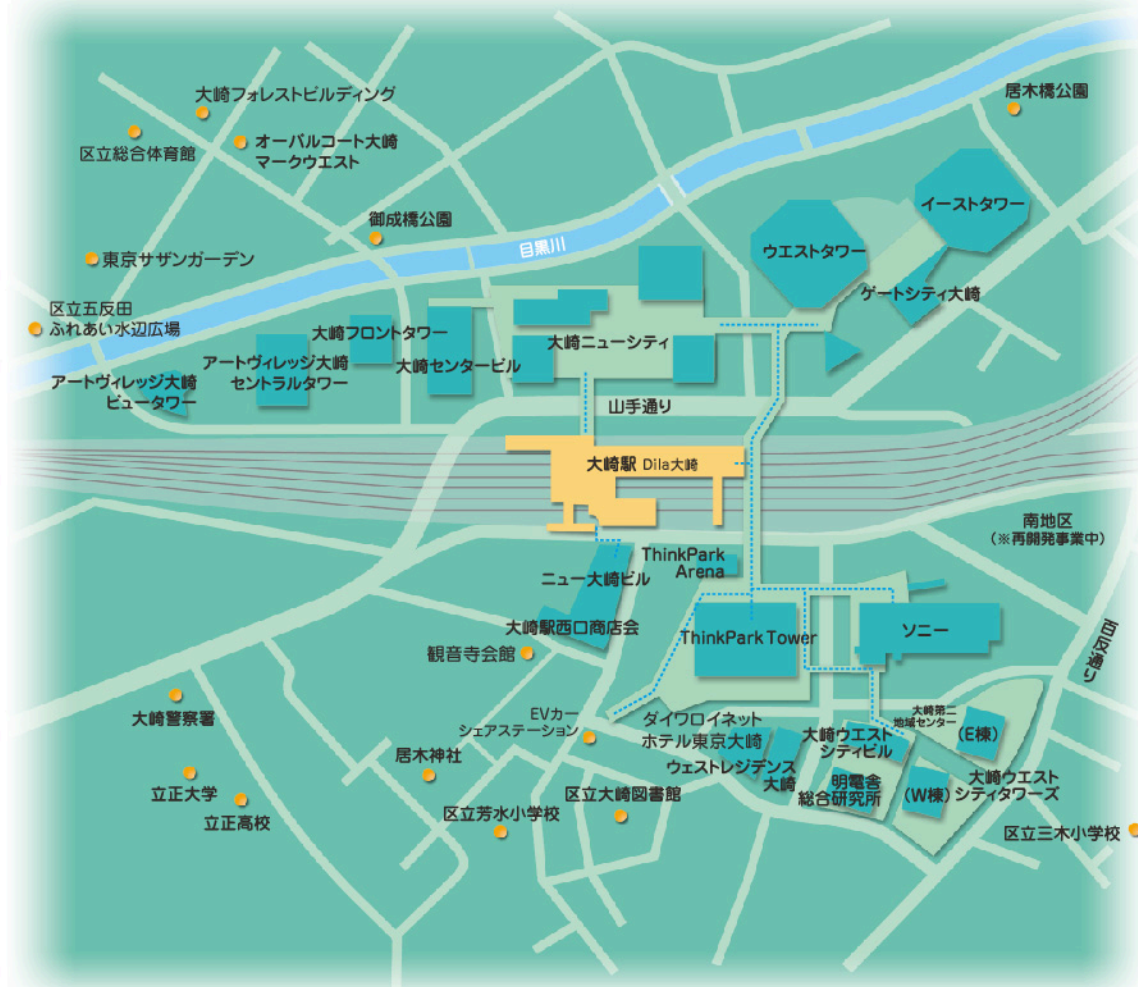 大崎フォレストビルディング
居木橋公園
区立総合体育館
オーバルコート大崎
マークウエスト
イーストタワー
御成橋公園
目黒川
ウエストタワー
東京サザンガーデン
ゲートシティ大崎
区立五反田
ふれあい水辺広場
大崎フロントタワー
大崎ニューシティ
アートヴィレッジ大崎
セントラルタワー
大崎センタービル
アートヴィレッジ大崎
ビュータワー
山手通り
大崎駅 Dila大崎
南地区
(※再開発事業中)
ThinkPark
Arena
ニュー大崎ビル
大崎駅西口商店会
ThinkPark Tower
ソニー
百反通り
観音寺会館
大崎警察署
EVカー
シェアステーション
ダイワロイネット
ホテル東京大崎
大崎第二
地域センター
大崎ウエスト
シティビル
(E棟)
居木神社
ウェストレジデンス
大崎
明電舎
総合研究所
(W棟)
大崎ウエスト
シティタワーズ
立正大学
立正高校
区立芳水小学校
区立大崎図書館
区立三木小学校